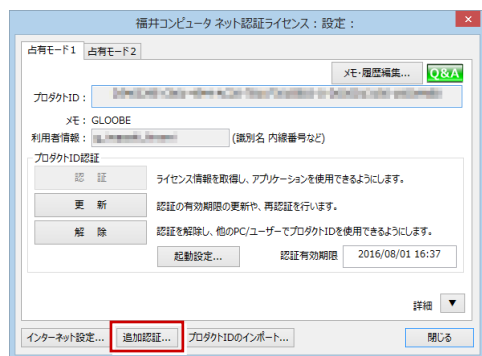 福井コンピュータ ネット認証ライセンス：設定：
占有モード1 占有モード2
メモ・履歴編集... Q&A
プロダクトID：
メモ： GLOOBE
利用者情報： (識別名 内線番号など)
プロダクトID認証
認 証 ライセンス情報を取得し、アプリケーションを使用できるようにします。
更 新 認証の有効期限の更新や、再認証を行います。
解 除 認証を解除し、他のPC/ユーザーでプロダクトIDを使用できるようにします。
起動設定... 認証有効期限 2016/08/01 16:37
詳細 ▼
インターネット設定... 追加認証... プロダクトIDのインポート... 閉じる